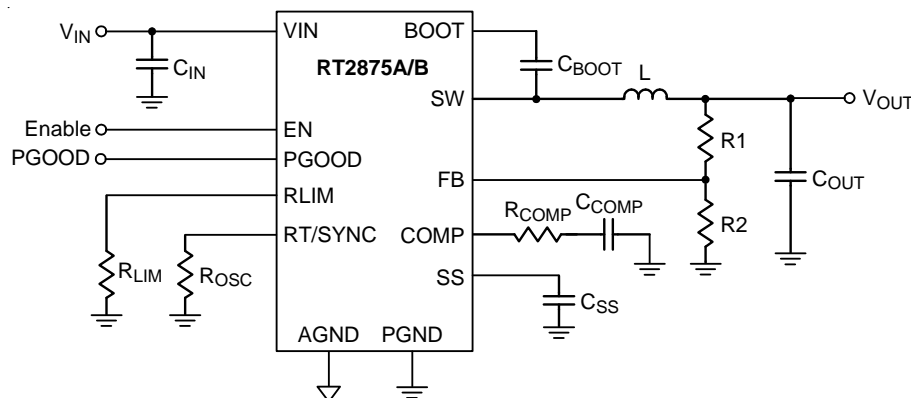 VIN
VIN
BOOT
RT2875A/B
CIN
CBOOT
L
SW
VOUT
Enable
EN
R1
PGOOD
PGOOD
FB
COUT
RLIM
RCOMP
CCOMP
R2
RT/SYNC
COMP
RLIM
ROSC
SS
CSS
AGND
PGND